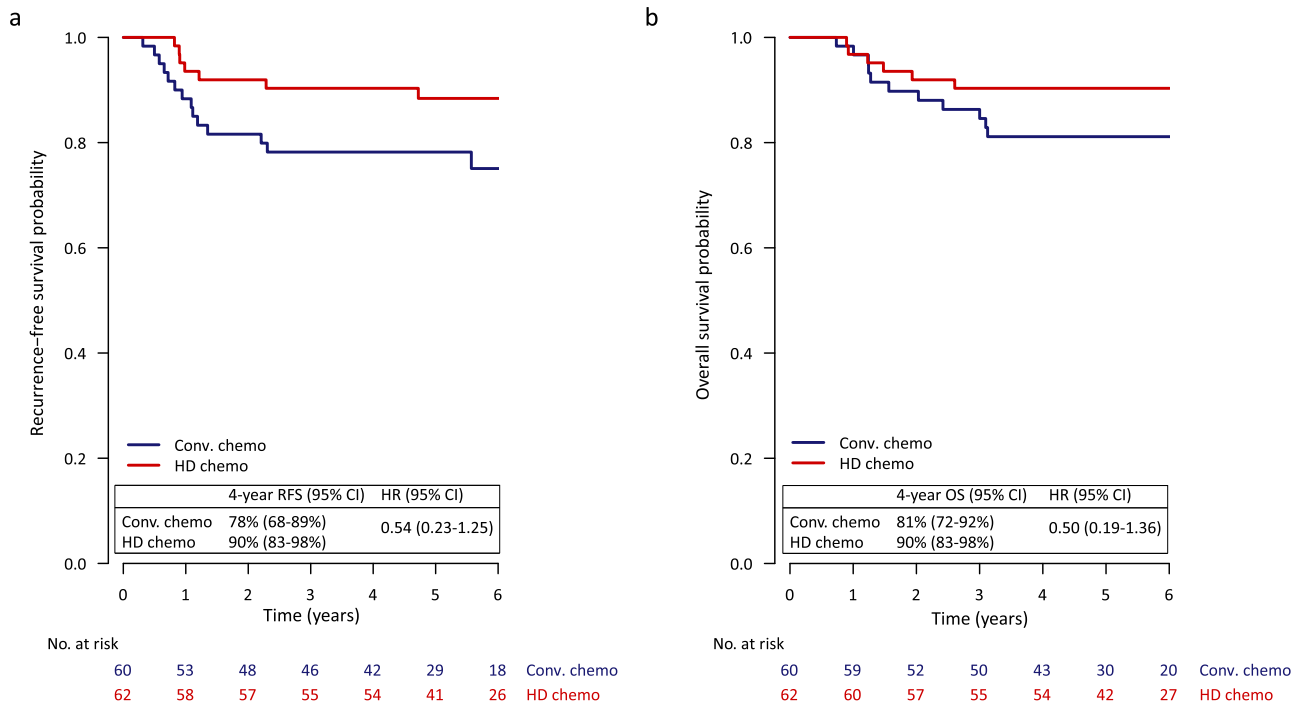 a
Recurrence–free survival probability
1.0
0.8
0.6
0.4
0.2
0.0
Conv. chemo
HD chemo
4-year RFS (95% CI) HR (95% CI)
Conv. chemo 78% (68-89%) 0.54 (0.23-1.25)
HD chemo 90% (83-98%)
0 1 2 3 4 5 6
Time (years)
No. at risk
60 53 48 46 42 29 18 Conv. chemo
62 58 57 55 54 41 26 HD chemo
b
Overall survival probability
1.0
0.8
0.6
0.4
0.2
0.0
Conv. chemo
HD chemo
4-year OS (95% CI) HR (95% CI)
Conv. chemo 81% (72-92%) 0.50 (0.19-1.36)
HD chemo 90% (83-98%)
0 1 2 3 4 5 6
Time (years)
No. at risk
60 59 52 50 43 30 20 Conv. chemo
62 60 57 55 54 42 27 HD chemo